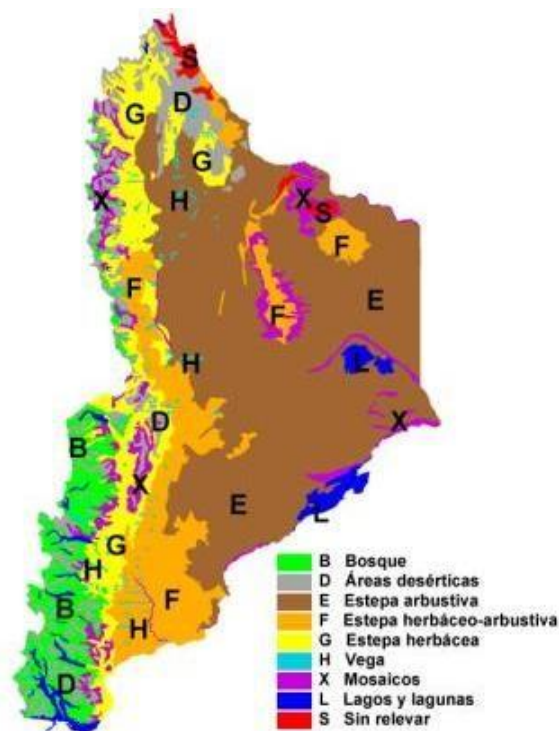 S
D
G
G
X
H
X
S
F
F
E
F
H
L
D
X
B
X
E
L
G
H
F
B
H
D
B Bosque
D Áreas desérticas
E Estepa arbustiva
F Estepa herbáceo-arbustiva
G Estepa herbácea
H Vega
X Mosaicos
L Lagos y lagunas
S Sin relevar